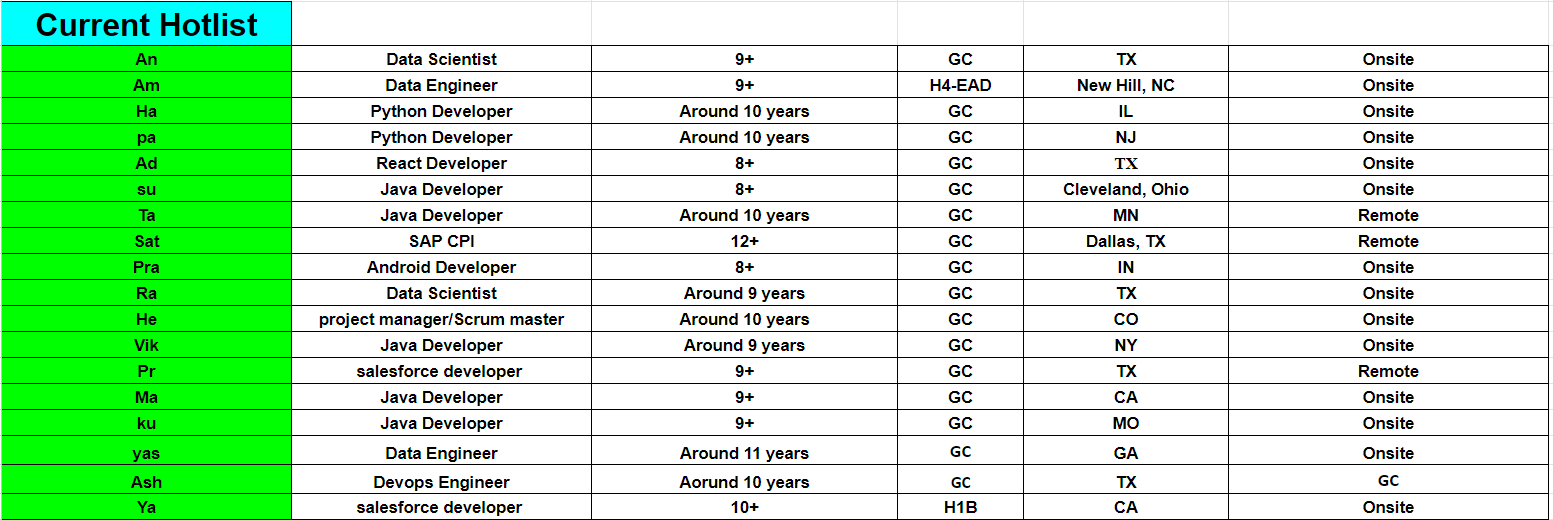 Current Hotlist
An Data Scientist 9+ GC TX Onsite
Am Data Engineer 9+ H4-EAD New Hill, NC Onsite
Ha Python Developer Around 10 years GC IL Onsite
pa Python Developer Around 10 years GC NJ Onsite
Ad React Developer 8+ GC TX Onsite
su Java Developer 8+ GC Cleveland, Ohio Onsite
Ta Java Developer Around 10 years GC MN Remote
Sat SAP CPI 12+ GC Dallas, TX Remote
Pra Android Developer 8+ GC IN Onsite
Ra Data Scientist Around 9 years GC TX Onsite
He project manager/Scrum master Around 10 years GC CO Onsite
Vik Java Developer Around 9 years GC NY Onsite
Pr salesforce developer 9+ GC TX Remote
Ma Java Developer 9+ GC CA Onsite
ku Java Developer 9+ GC MO Onsite
yas Data Engineer Around 11 years GC GA Onsite
Ash Devops Engineer Aorund 10 years GC TX GC
Ya salesforce developer 10+ H1B CA Onsite